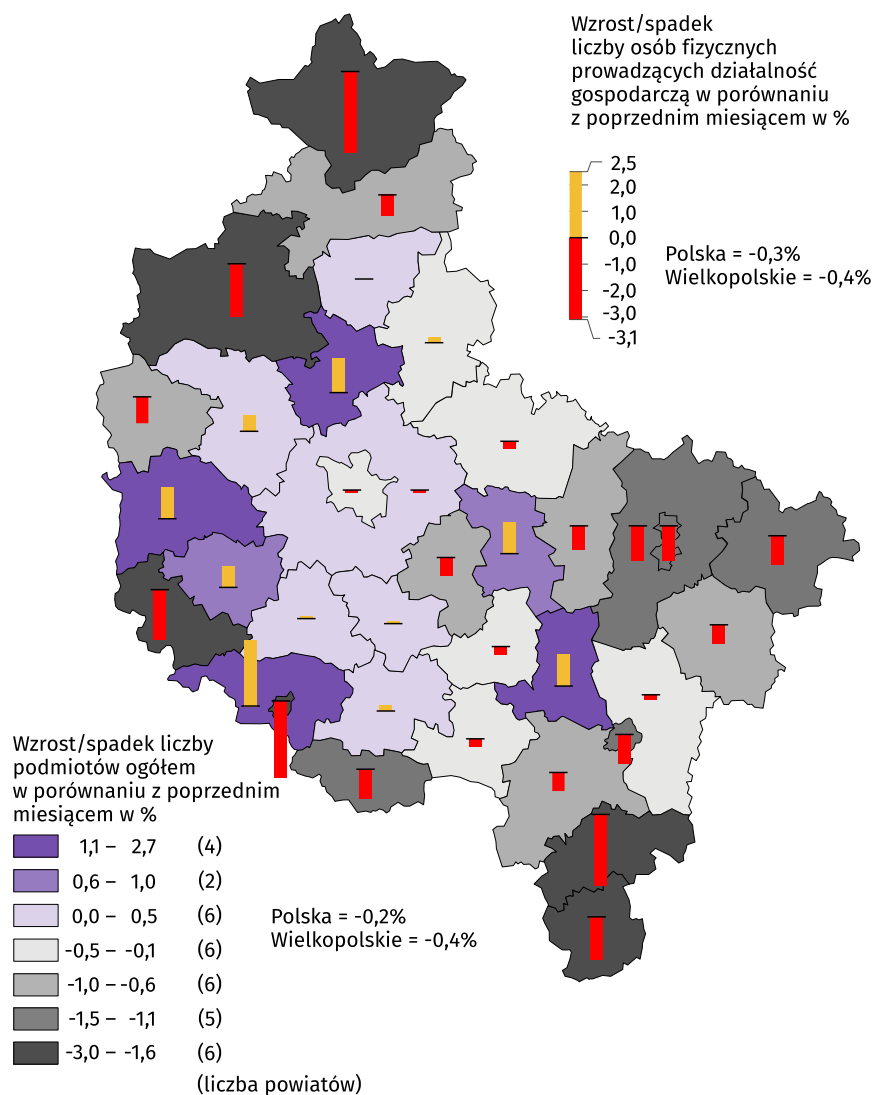 Wzrost/spadek
liczby osób fizycznych
prowadzących działalność
gospodarczą w porównaniu
z poprzednim miesiącem w %
2,5
2,0
1,0
0,0
-1,0
-2,0
-3,0
-3,1
Polska = -0,3%
Wielkopolskie = -0,4%
Wzrost/spadek liczby
podmiotów ogółem
w porównaniu z poprzednim
miesiącem w %
1,1 – 2,7 (4)
0,6 – 1,0 (2)
0,0 – 0,5 (6)
-0,5 – -0,1 (6)
-1,0 – -0,6 (6)
-1,5 – -1,1 (5)
-3,0 – -1,6 (6)
(liczba powiatów)
Polska = -0,2%
Wielkopolskie = -0,4%